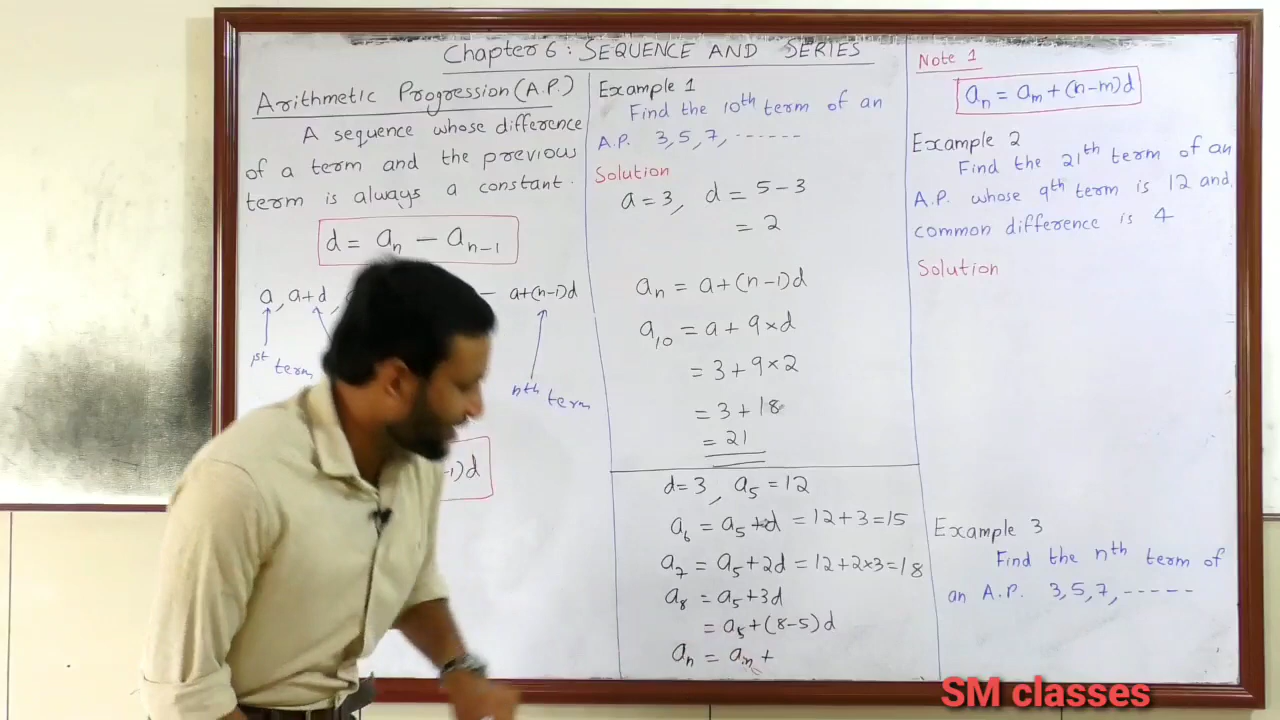 Chapter 6 : SEQUENCE AND SERIES
Arithmetic Progression (A.P.)
A sequence whose difference
of a term and the previous
term is always a constant.
d = aₙ − aₙ₋₁
a, a+d, − a+(n-1)d
1st term
nth term
-1)d
Example 1
Find the 10th term of an
A.P. 3, 5, 7, -------
Solution
a = 3, d = 5 - 3
= 2
aₙ = a + (n-1)d
a₁₀ = a + 9 × d
= 3 + 9 × 2
= 3 + 18
= 21
d = 3, a₅ = 12
a₆ = a₅ + d = 12 + 3 = 15
a₇ = a₅ + 2d = 12 + 2×3 = 18
a₈ = a₅ + 3d
= a₅ + (8-5)d
aₙ = aₘ +
Note 1
aₙ = aₘ + (n-m)d
Example 2
Find the 21th term of an
A.P. whose 9th term is 12 and
common difference is 4
Solution
Example 3
Find the nth term of
an A.P. 3, 5, 7, -----
SM classes